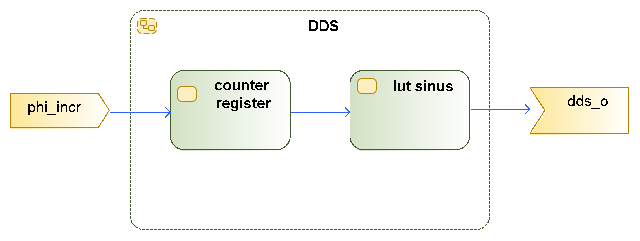 DDS
phi_incr
counter
register
lut sinus
dds_o